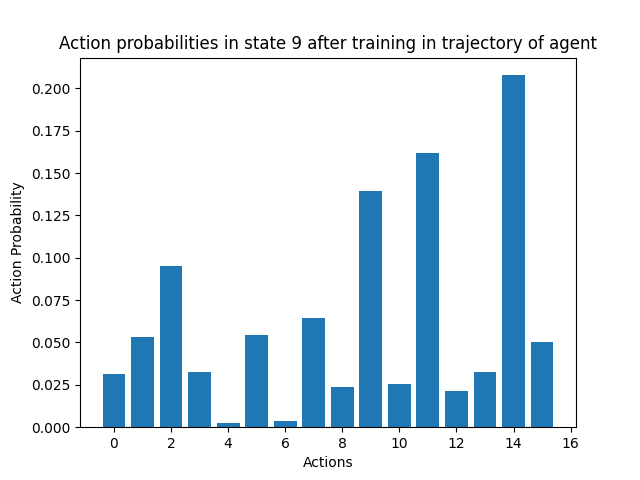 Action probabilities in state 9 after training in trajectory of agent
0.200
0.175
0.150
0.125
0.100
0.075
0.050
0.025
0.000
Action Probability
0 2 4 6 8 10 12 14 16
Actions